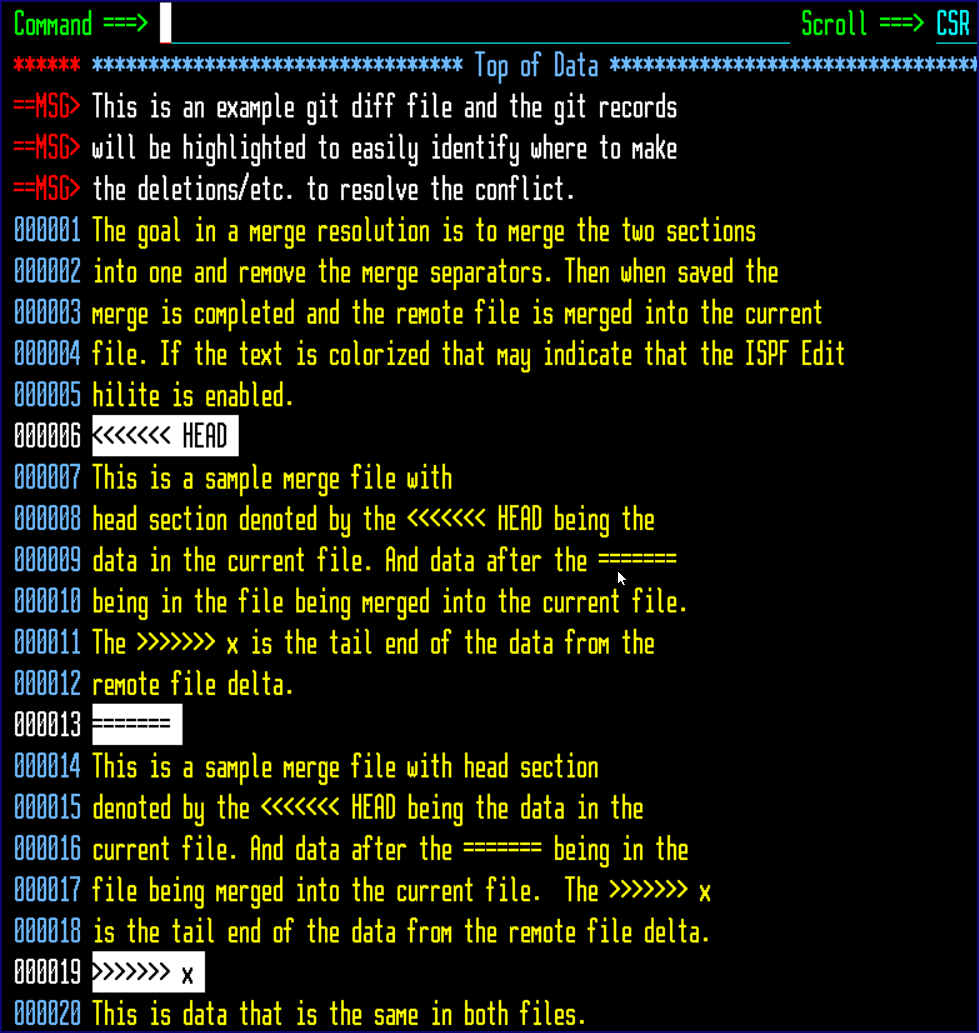 Command ===> Scroll ===> CSR
****** ********************************* Top of Data *********************************
==MSG> This is an example git diff file and the git records
==MSG> will be highlighted to easily identify where to make
==MSG> the deletions/etc. to resolve the conflict.
000001 The goal in a merge resolution is to merge the two sections
000002 into one and remove the merge separators. Then when saved the
000003 merge is completed and the remote file is merged into the current
000004 file. If the text is colorized that may indicate that the ISPF Edit
000005 hilite is enabled.
000006 <<<<<<< HEAD
000007 This is a sample merge file with
000008 head section denoted by the <<<<<<< HEAD being the
000009 data in the current file. And data after the =======
000010 being in the file being merged into the current file.
000011 The >>>>>>> x is the tail end of the data from the
000012 remote file delta.
000013 =======
000014 This is a sample merge file with head section
000015 denoted by the <<<<<<< HEAD being the data in the
000016 current file. And data after the ======= being in the
000017 file being merged into the current file.  The >>>>>>> x
000018 is the tail end of the data from the remote file delta.
000019 >>>>>>> x
000020 This is data that is the same in both files.